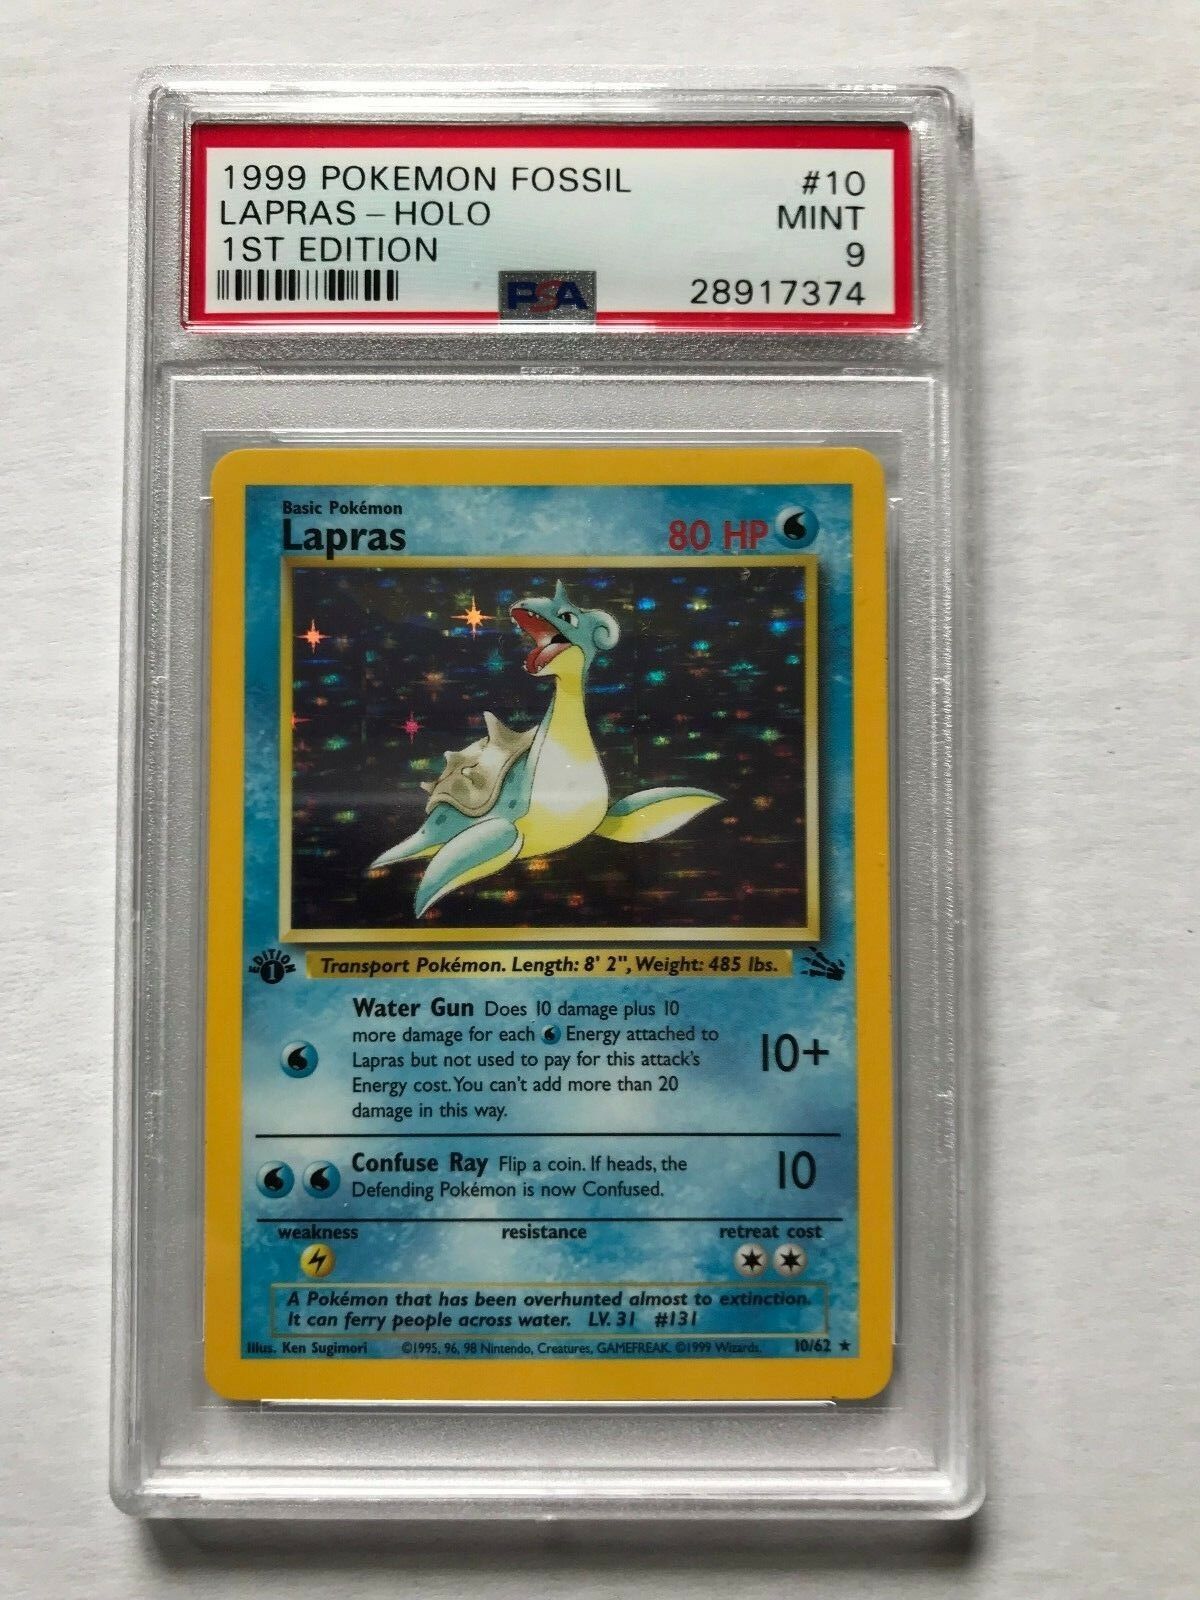 1999 POKEMON FOSSIL #10
LAPRAS – HOLO MINT
1ST EDITION 9
PSA 28917374
Basic Pokémon
Lapras 80 HP
EDITION 1
Transport Pokémon. Length: 8' 2", Weight: 485 lbs.
Water Gun Does 10 damage plus 10
more damage for each Energy attached to
Lapras but not used to pay for this attack's
Energy cost. You can't add more than 20
damage in this way.
10+
Confuse Ray Flip a coin. If heads, the
Defending Pokémon is now Confused.
10
weakness resistance retreat cost
A Pokémon that has been overhunted almost to extinction.
It can ferry people across water. LV. 31 #131
Illus. Ken Sugimori ©1995, 96, 98 Nintendo, Creatures, GAMEFREAK. ©1999 Wizards. 10/62 ★